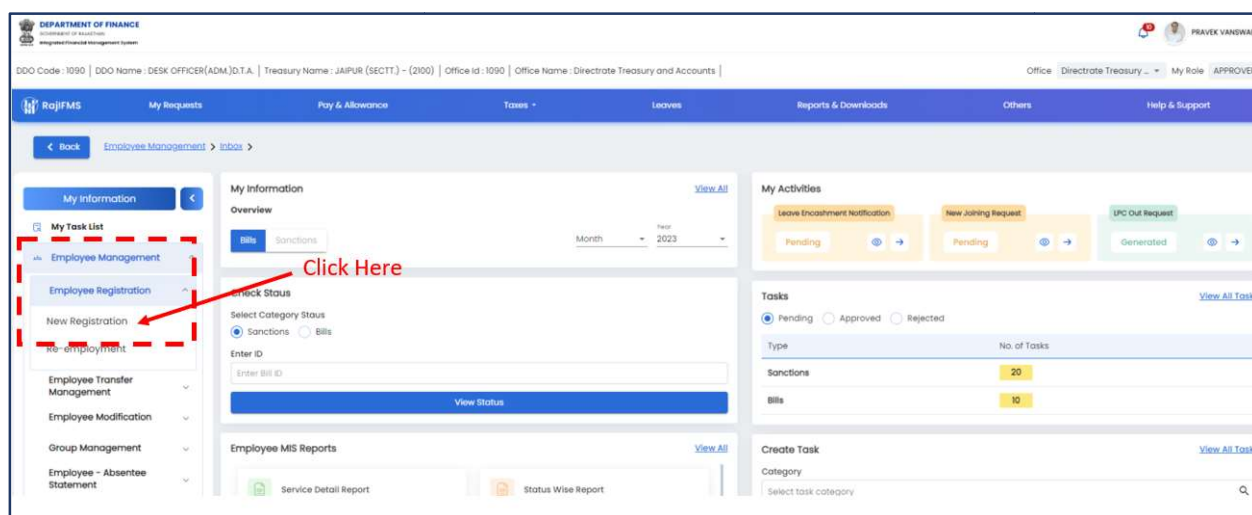 DEPARTMENT OF FINANCE
GOVERNMENT OF RAJASTHAN
Integrated Financial Management System
PRAVEK VANSWA
DDO Code : 1090 | DDO Name : DESK OFFICER(ADM.)D.T.A. | Treasury Name : JAIPUR (SECTT.) - (2100) | Office Id : 1090 | Office Name : Directrate Treasury and Accounts |
Office Directrate Treasury ... My Role APPROVE
RajIFMS My Requests Pay & Allowance Taxes Leaves Reports & Downloads Others Help & Support
Back Employee Management > Inbox >
My Information
My Task List
Employee Management
Employee Registration
New Registration
Re-employment
Employee Transfer
Management
Employee Modification
Group Management
Employee - Absentee
Statement
Click Here
My Information View All
Overview
Bills Sanctions Month Year 2023
Check Staus
Select Category Staus
Sanctions Bills
Enter ID
Enter Bill ID
View Status
Employee MIS Reports View All
Service Detail Report Status Wise Report
My Activities
Leave Encashment Notification New Joining Request LPC Out Request
Pending Pending Generated
Tasks View All Task
Pending Approved Rejected
Type No. of Tasks
Sanctions 20
Bills 10
Create Task View All Task
Category
Select task category